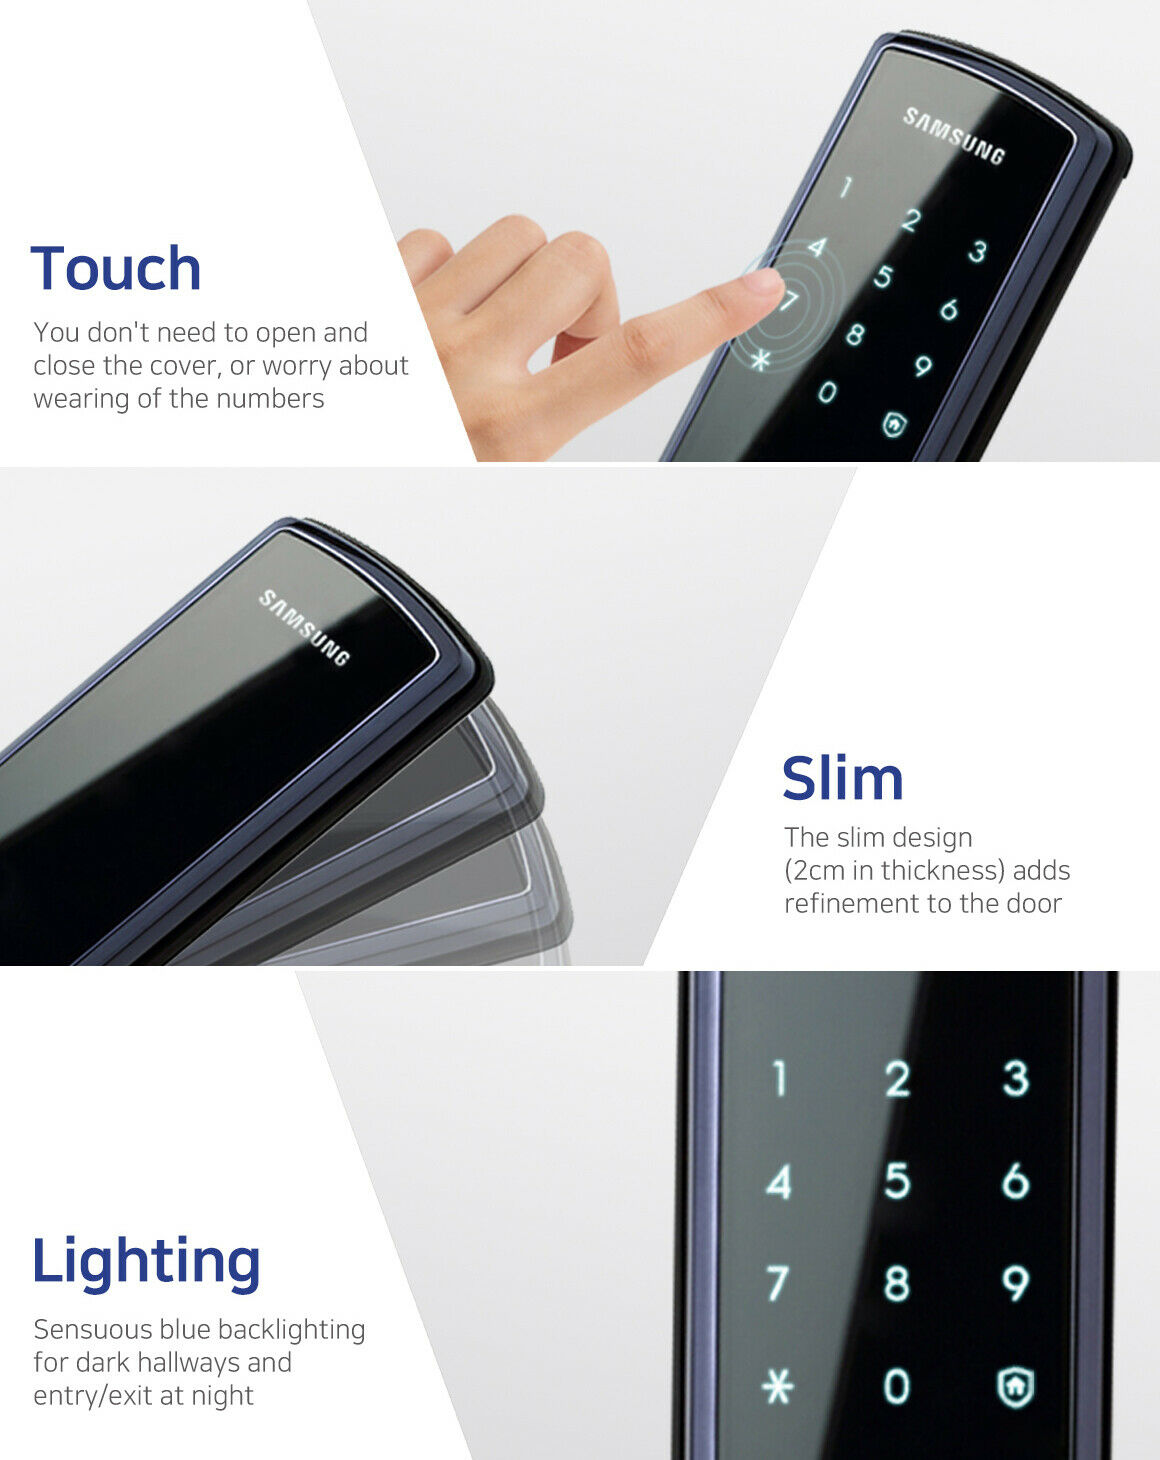 SAMSUNG
1 2 3
4 5 6
7 8 9
* 0
Touch
You don't need to open and
close the cover, or worry about
wearing of the numbers
SAMSUNG
Slim
The slim design
(2cm in thickness) adds
refinement to the door
1 2 3
4 5 6
7 8 9
* 0
Lighting
Sensuous blue backlighting
for dark hallways and
entry/exit at night